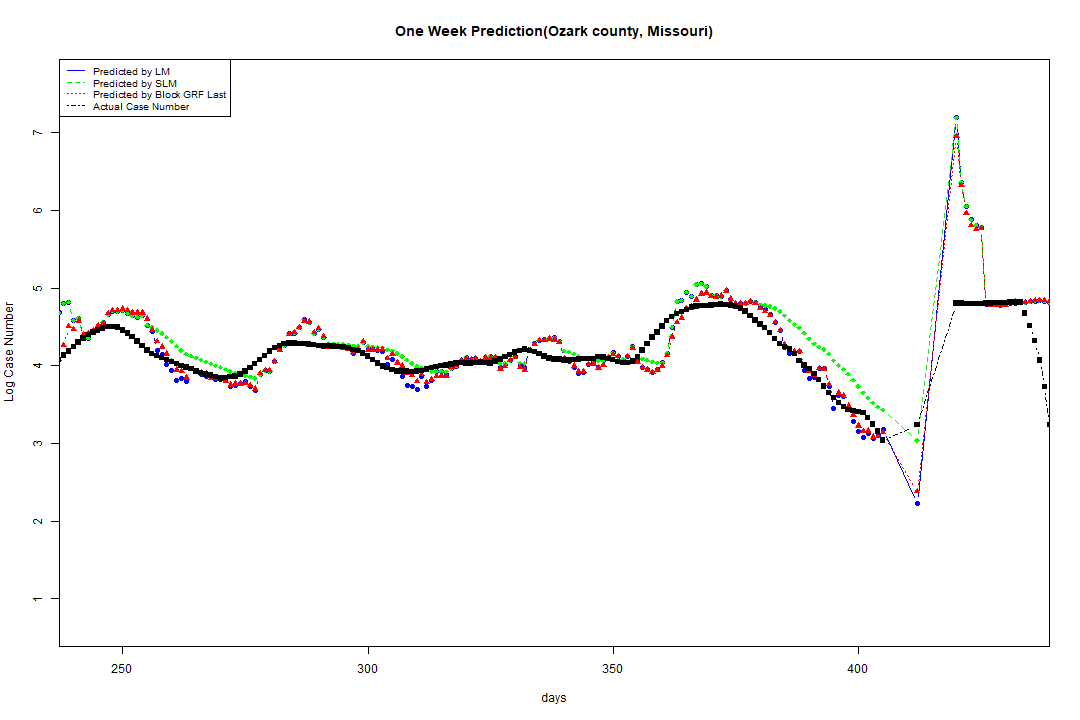 One Week Prediction(Ozark county, Missouri)
Predicted by LM
Predicted by SLM
Predicted by Block GRF Last
Actual Case Number
7
6
5
4
3
2
1
Log Case Number
250 300 350 400
days